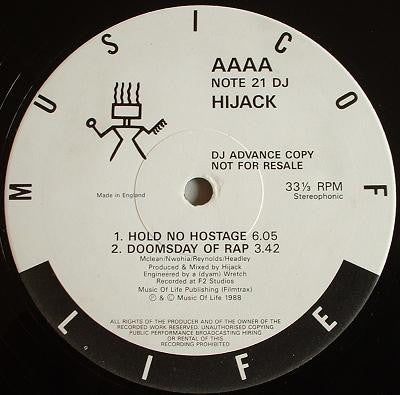 MUSIC OF
LIFE
AAAA
NOTE 21 DJ
HIJACK
DJ ADVANCE COPY
NOT FOR RESALE
Made in England
33⅓ RPM
Stereophonic
1. HOLD NO HOSTAGE 6.05
2. DOOMSDAY OF RAP 3.42
Mclean/Nwohia/Reynolds/Headley
Produced & Mixed by Hijack
Engineered by a (dyam) Wretch
Recorded at F2 Studios
Music Of Life Publishing (Filmtrax)
℗ & © Music Of Life 1988
ALL RIGHTS OF THE PRODUCER AND OF THE OWNER OF THE
RECORDED WORK RESERVED. UNAUTHORISED COPYING
PUBLIC PERFORMANCE BROADCASTING HIRING
OR RENTAL OF THIS
RECORDING PROHIBITED